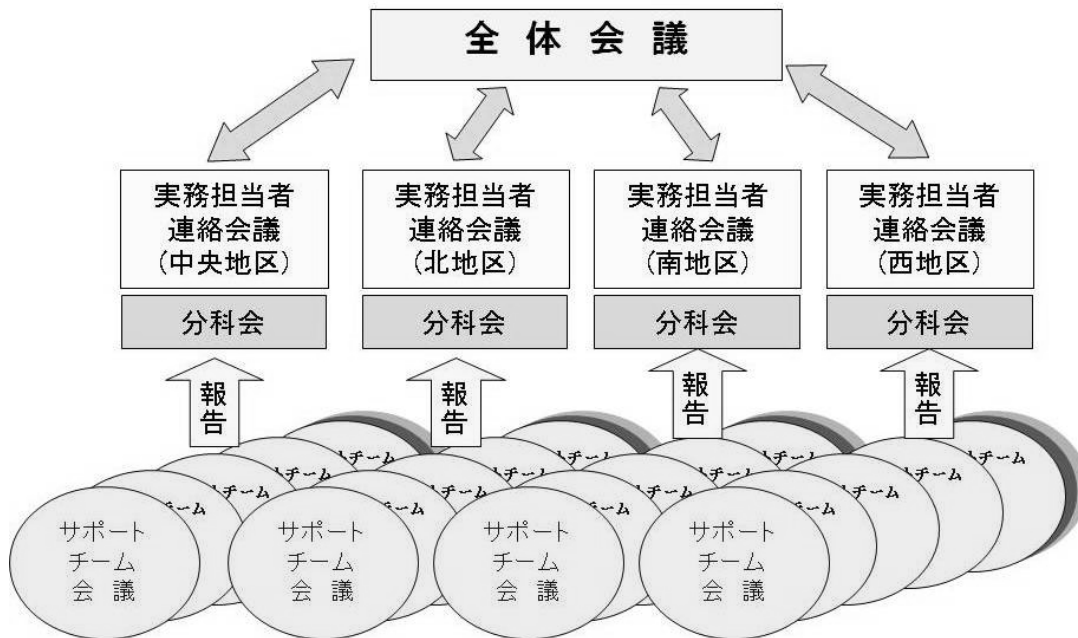 全体会議
実務担当者
連絡会議
(中央地区)
実務担当者
連絡会議
(北地区)
実務担当者
連絡会議
(南地区)
実務担当者
連絡会議
(西地区)
分科会
分科会
分科会
分科会
報告
報告
報告
報告
サポート
チーム
会議
サポート
チーム
会議
サポート
チーム
会議
サポート
チーム
会議